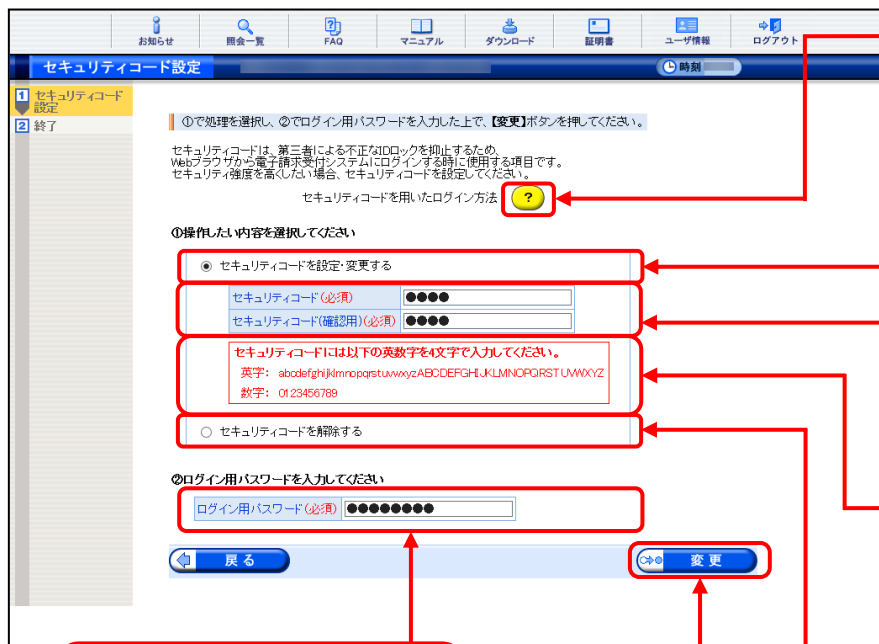 お知らせ
照会一覧
FAQ
マニュアル
ダウンロード
証明書
ユーザ情報
ログアウト
セキュリティコード設定
時刻
1 セキュリティコード
設定
2 終了
①で処理を選択し、②でログイン用パスワードを入力した上で、【変更】ボタンを押してください。
セキュリティコードは、第三者による不正なIDロックを抑止するため、
Webブラウザから電子請求受付システムにログインする時に使用する項目です。
セキュリティ強度を高くしたい場合、セキュリティコードを設定してください。
セキュリティコードを用いたログイン方法 ?
①操作したい内容を選択してください
セキュリティコードを設定・変更する
セキュリティコード(必須) ●●●●
セキュリティコード(確認用)(必須) ●●●●
セキュリティコードには以下の英数字を4文字で入力してください。
英字: abcdefghijklmnopqrstuvwxyzABCDEFGHIJKLMNOPQRSTUVWXYZ
数字: 0123456789
セキュリティコードを解除する
②ログイン用パスワードを入力してください
ログイン用パスワード(必須) ●●●●●●●●
戻る
変更